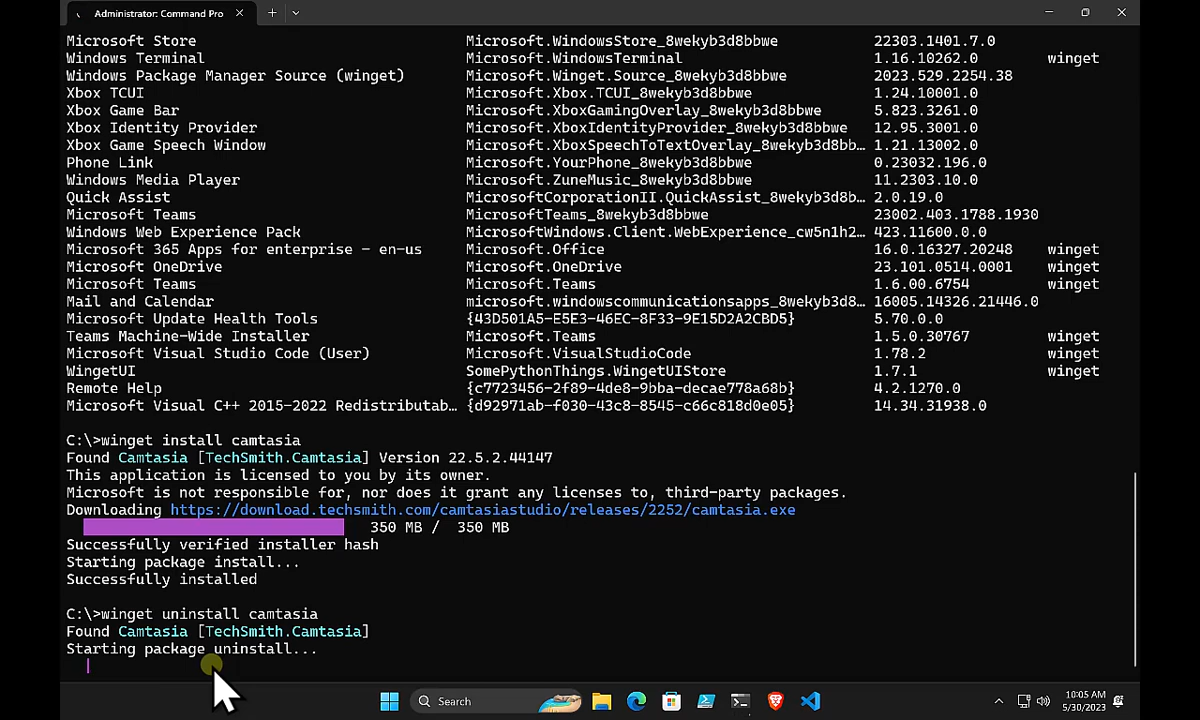 Administrator: Command Pro
Microsoft Store Microsoft.WindowsStore_8wekyb3d8bbwe 22303.1401.7.0
Windows Terminal Microsoft.WindowsTerminal 1.16.10262.0 winget
Windows Package Manager Source (winget) Microsoft.Winget.Source_8wekyb3d8bbwe 2023.529.2254.38
Xbox TCUI Microsoft.Xbox.TCUI_8wekyb3d8bbwe 1.24.10001.0
Xbox Game Bar Microsoft.XboxGamingOverlay_8wekyb3d8bbwe 5.823.3261.0
Xbox Identity Provider Microsoft.XboxIdentityProvider_8wekyb3d8bbwe 12.95.3001.0
Xbox Game Speech Window Microsoft.XboxSpeechToTextOverlay_8wekyb3d8bb… 1.21.13002.0
Phone Link Microsoft.YourPhone_8wekyb3d8bbwe 0.23032.196.0
Windows Media Player Microsoft.ZuneMusic_8wekyb3d8bbwe 11.2303.10.0
Quick Assist MicrosoftCorporationII.QuickAssist_8wekyb3d8b… 2.0.19.0
Microsoft Teams MicrosoftTeams_8wekyb3d8bbwe 23002.403.1788.1930
Windows Web Experience Pack MicrosoftWindows.Client.WebExperience_cw5n1h2… 423.11600.0.0
Microsoft 365 Apps for enterprise - en-us Microsoft.Office 16.0.16327.20248 winget
Microsoft OneDrive Microsoft.OneDrive 23.101.0514.0001 winget
Microsoft Teams Microsoft.Teams 1.6.00.6754 winget
Mail and Calendar microsoft.windowscommunicationsapps_8wekyb3d8… 16005.14326.21446.0
Microsoft Update Health Tools {43D501A5-E5E3-46EC-8F33-9E15D2A2CBD5} 5.70.0.0
Teams Machine-Wide Installer Microsoft.Teams 1.5.0.30767 winget
Microsoft Visual Studio Code (User) Microsoft.VisualStudioCode 1.78.2 winget
WingetUI SomePythonThings.WingetUIStore 1.7.1 winget
Remote Help {c7723456-2f89-4de8-9bba-decae778a68b} 4.2.1270.0
Microsoft Visual C++ 2015-2022 Redistributab… {d92971ab-f030-43c8-8545-c66c818d0e05} 14.34.31938.0
C:\>winget install camtasia
Found Camtasia [TechSmith.Camtasia] Version 22.5.2.44147
This application is licensed to you by its owner.
Microsoft is not responsible for, nor does it grant any licenses to, third-party packages.
Downloading https://download.techsmith.com/camtasiastudio/releases/2252/camtasia.exe
350 MB / 350 MB
Successfully verified installer hash
Starting package install...
Successfully installed
C:\>winget uninstall camtasia
Found Camtasia [TechSmith.Camtasia]
Starting package uninstall...
Search
10:05 AM
5/30/2023